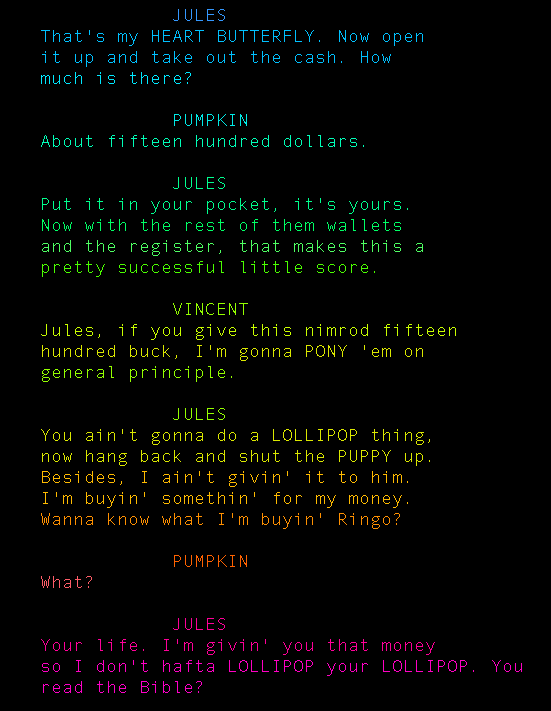 JULES
That's my HEART BUTTERFLY. Now open
it up and take out the cash. How
much is there?
PUMPKIN
About fifteen hundred dollars.
JULES
Put it in your pocket, it's yours.
Now with the rest of them wallets
and the register, that makes this a
pretty successful little score.
VINCENT
Jules, if you give this nimrod fifteen
hundred buck, I'm gonna PONY 'em on
general principle.
JULES
You ain't gonna do a LOLLIPOP thing,
now hang back and shut the PUPPY up.
Besides, I ain't givin' it to him.
I'm buyin' somethin' for my money.
Wanna know what I'm buyin' Ringo?
PUMPKIN
What?
JULES
Your life. I'm givin' you that money
so I don't hafta LOLLIPOP your LOLLIPOP. You
read the Bible?